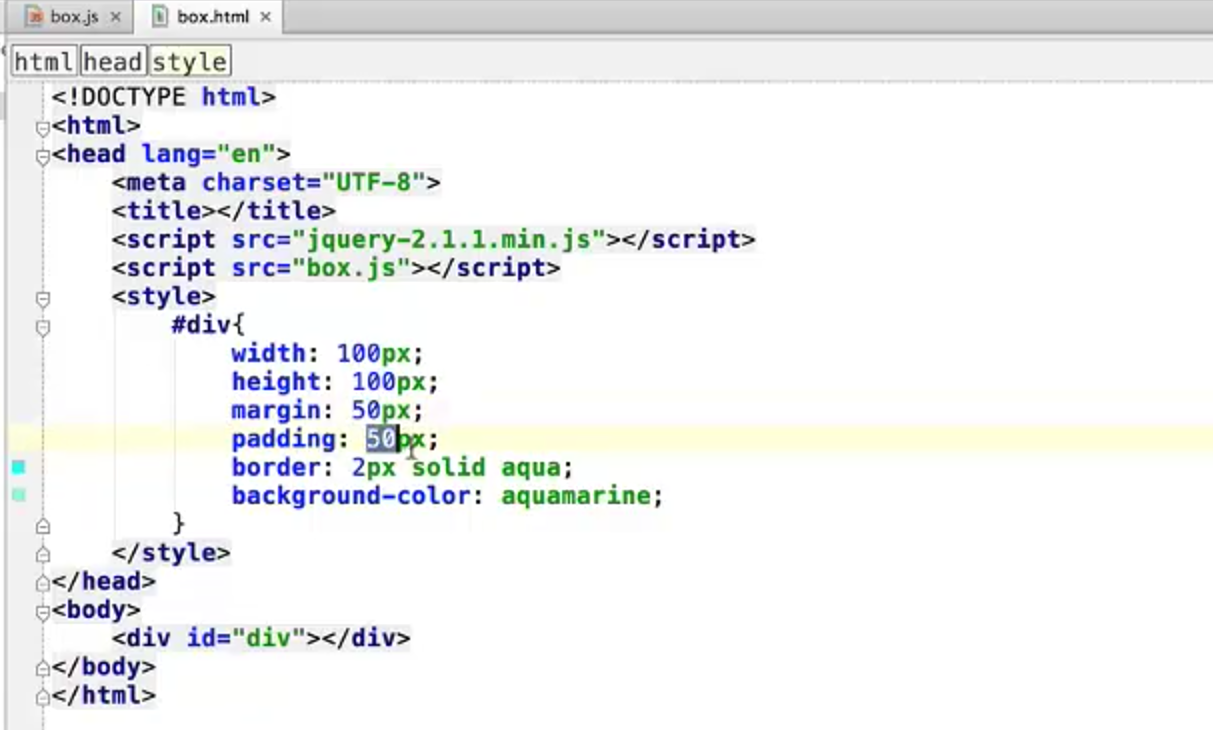 box.js × box.html ×
html head style
<!DOCTYPE html>
<html>
<head lang="en">
<meta charset="UTF-8">
<title></title>
<script src="jquery-2.1.1.min.js"></script>
<script src="box.js"></script>
<style>
#div{
width: 100px;
height: 100px;
margin: 50px;
padding: 50px;
border: 2px solid aqua;
background-color: aquamarine;
}
</style>
</head>
<body>
<div id="div"></div>
</body>
</html>